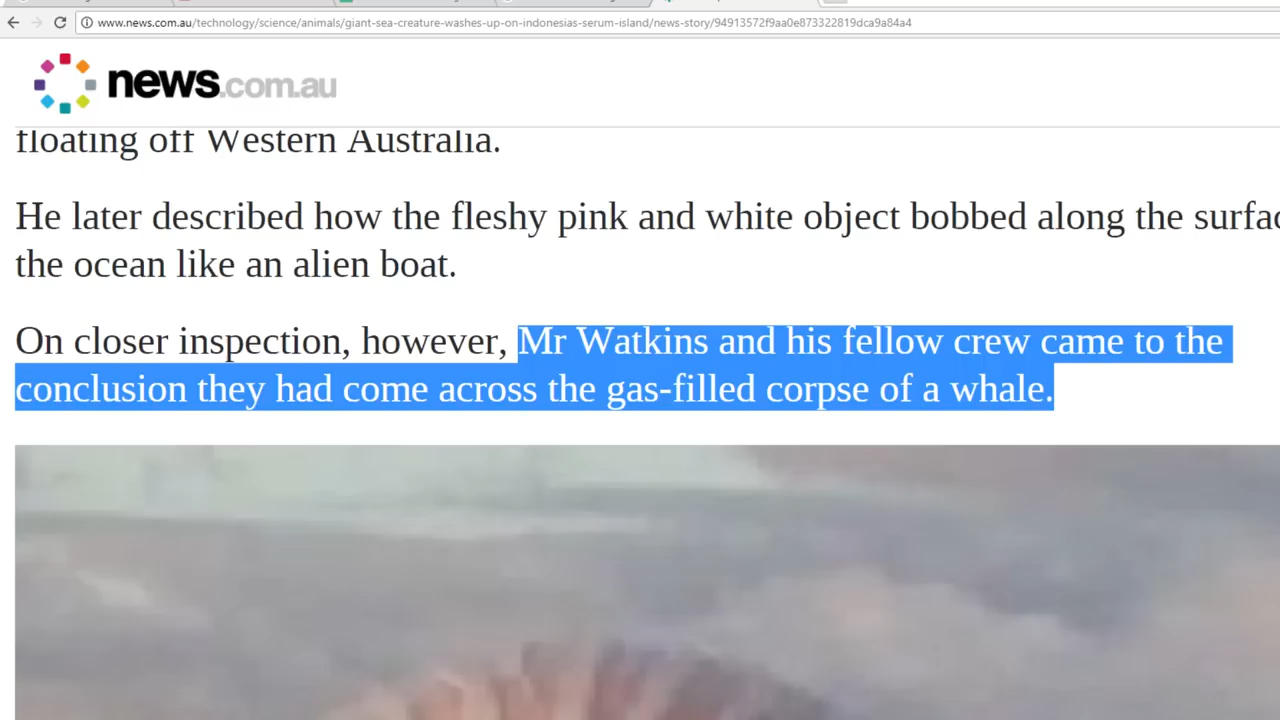 www.news.com.au/technology/science/animals/giant-sea-creature-washes-up-on-indonesias-serum-island/news-story/94913572f9aa0e873322819dca9a84a4
news.com.au
floating off Western Australia.
He later described how the fleshy pink and white object bobbed along the
the ocean like an alien boat.
On closer inspection, however, Mr Watkins and his fellow crew came to the
conclusion they had come across the gas-filled corpse of a whale.